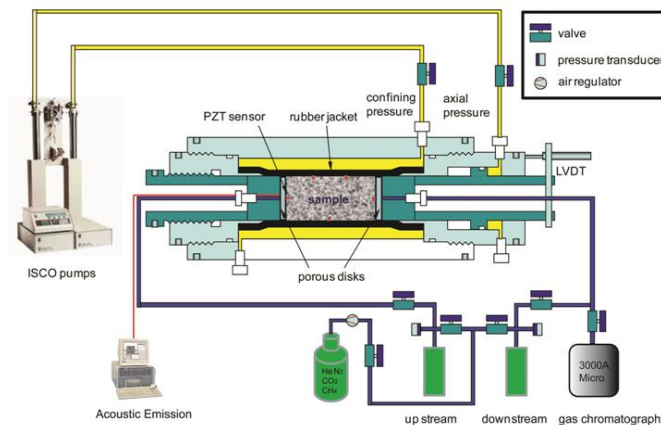 valve
pressure transducer
air regulator
confining
pressure
axial
pressure
PZT sensor
rubber jacket
LVDT
sample
ISCO pumps
porous disks
He N₂
CO₂
CH₄
3000A
Micro
Acoustic Emission
up stream
downstream
gas chromatograph